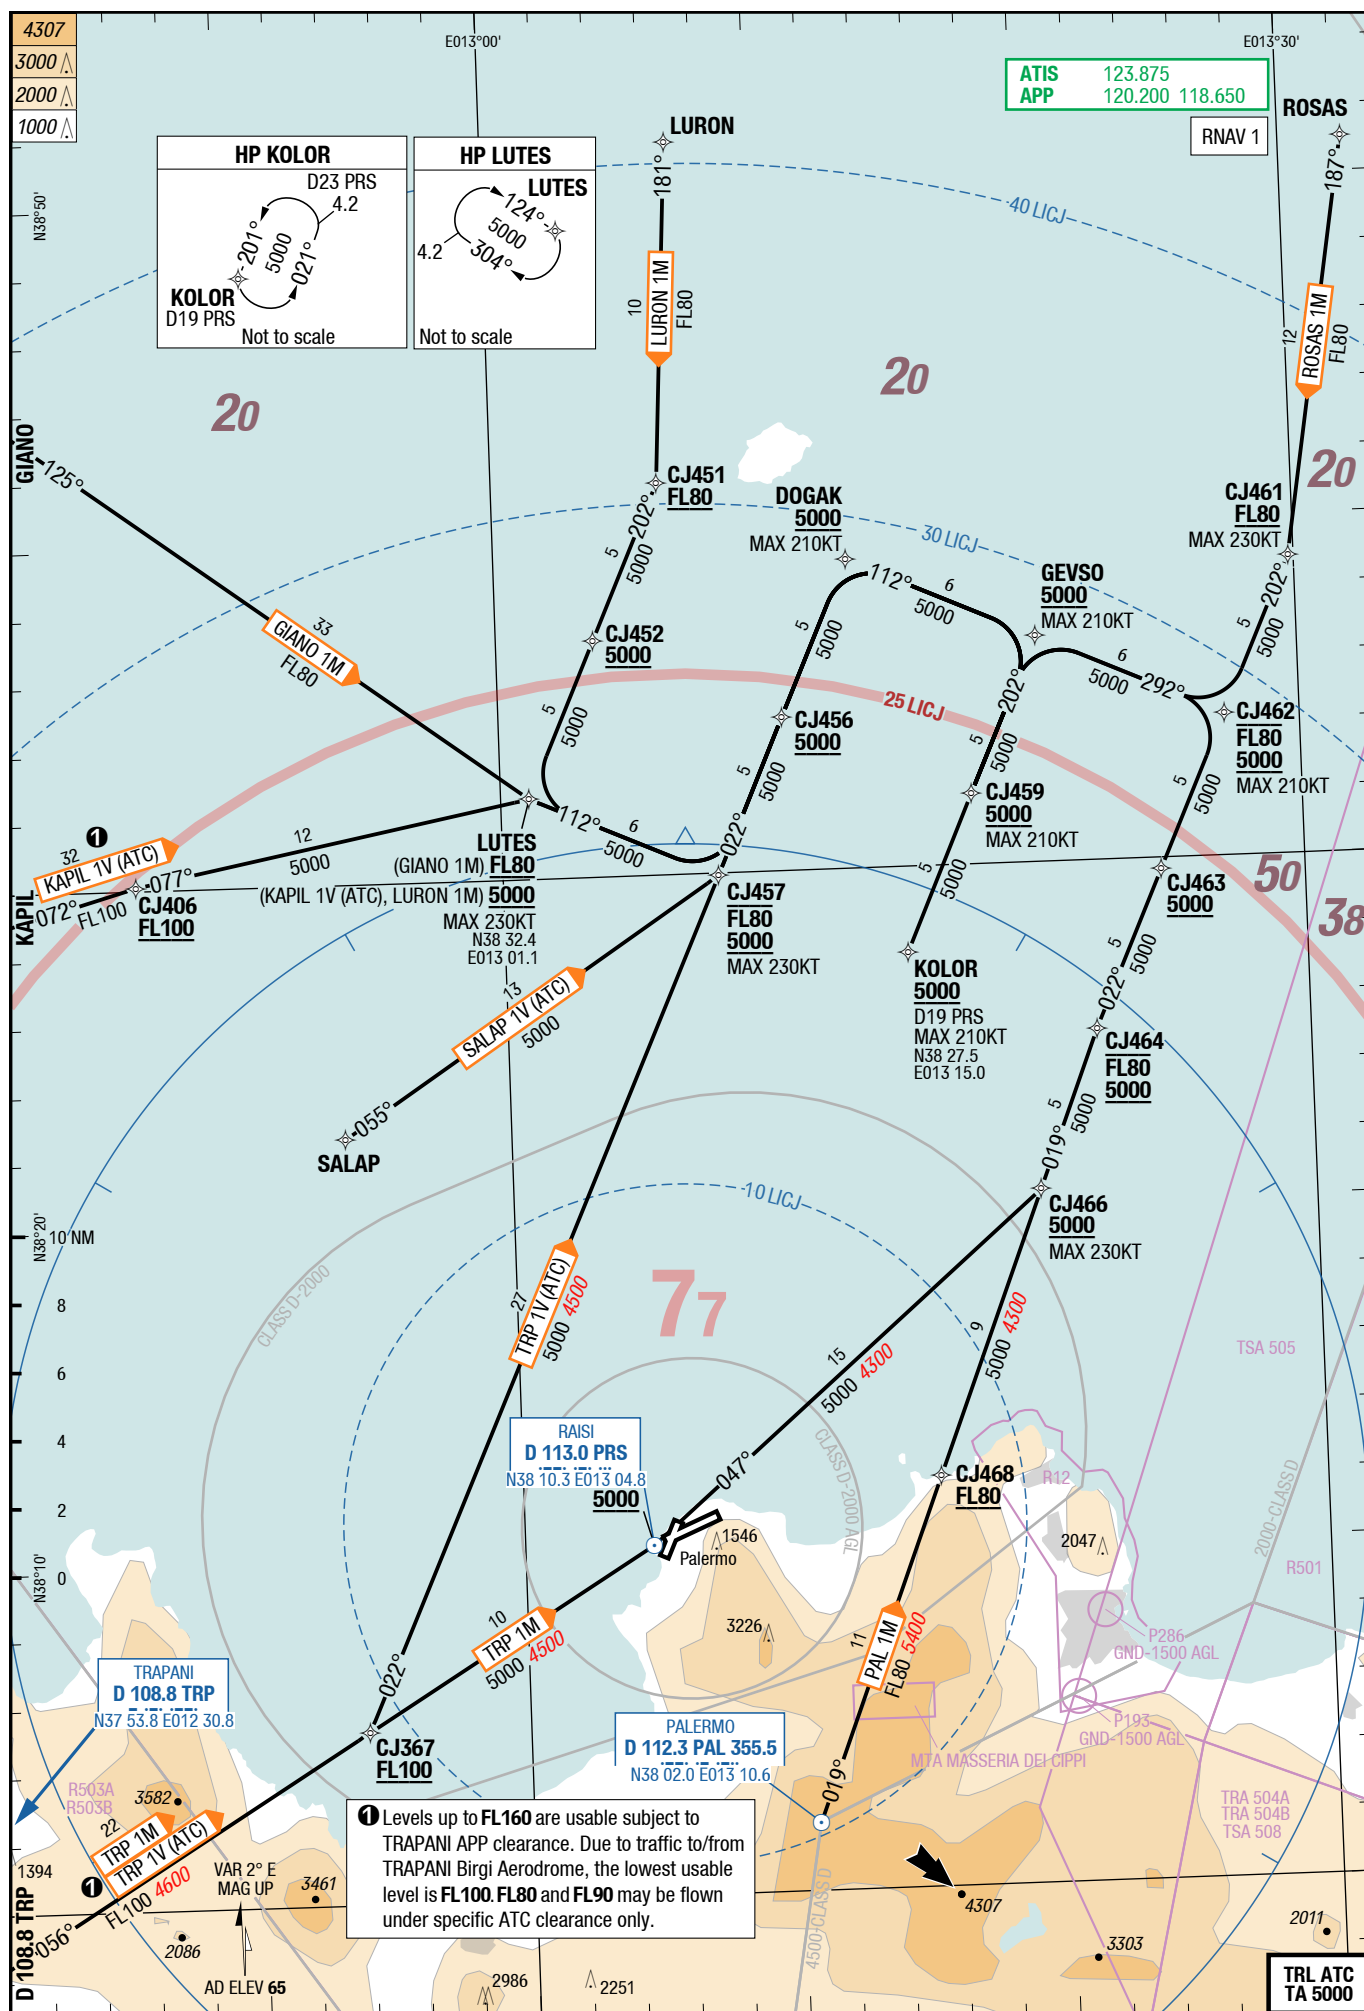 4307
3000
2000
1000
E013°00'
E013°30'
ATIS 123.875
APP 120.200 118.650
RNAV 1
ROSAS
187°
LURON
181°
HP KOLOR
D23 PRS
4.2
201°
5000
021°
KOLOR
D19 PRS
Not to scale
HP LUTES
LUTES
124°
5000
304°
4.2
Not to scale
N38°50'
40 LICJ
10
LURON 1M
FL80
12
ROSAS 1M
FL80
20
20
20
GIANO
125°
CJ451
FL80
DOGAK
5000
MAX 210KT
30 LICJ
CJ461
FL80
MAX 230KT
202°
5
5000
112°
6
5000
GEVSO
5000
MAX 210KT
202°
5
5000
33
GIANO 1M
FL80
CJ452
5000
5
5000
5
5000
6
5000
292°
202°
25 LICJ
CJ456
5000
CJ462
FL80
5000
MAX 210KT
5
5000
5
5000
5
5000
CJ459
5000
MAX 210KT
112°
6
5000
022°
LUTES
(GIANO 1M) FL80
(KAPIL 1V (ATC), LURON 1M) 5000
MAX 230KT
N38 32.4
E013 01.1
1
32
KAPIL 1V (ATC)
12
5000
077°
KAPIL
072°
FL100
CJ406
FL100
CJ457
FL80
5000
MAX 230KT
5
5000
CJ463
5000
50
38
KOLOR
5000
D19 PRS
MAX 210KT
N38 27.5
E013 15.0
5
5000
022°
13
SALAP 1V (ATC)
5000
055°
SALAP
CJ464
FL80
5000
5
5000
019°
10 LICJ
CJ466
5000
MAX 230KT
N38°20'
10 NM
8
6
4
2
0
N38°10'
CLASS D-2000
27
TRP 1V (ATC)
5000 4500
77
15
5000 4300
9
5000 4300
TSA 505
RAISI
D 113.0 PRS
N38 10.3 E013 04.8
5000
047°
CLASS D-2000 AGL
CJ468
FL80
R12
2000-CLASS D
1546
Palermo
2047
R501
3226
P286
GND-1500 AGL
10
TRP 1M
5000 4500
11
PAL 1M
FL80 5400
022°
TRAPANI
D 108.8 TRP
N37 53.8 E012 30.8
PALERMO
D 112.3 PAL 355.5
N38 02.0 E013 10.6
P193
GND-1500 AGL
MTA MASSERIA DEI CIPPI
CJ367
FL100
019°
R503A
R503B
3582
TRA 504A
TRA 504B
TSA 508
22
TRP 1M
TRP 1V (ATC)
1
FL100 4600
1 Levels up to FL160 are usable subject to
TRAPANI APP clearance. Due to traffic to/from
TRAPANI Birgi Aerodrome, the lowest usable
level is FL100. FL80 and FL90 may be flown
under specific ATC clearance only.
1394
VAR 2° E
MAG UP
3461
4500-CLASS D
4307
D 108.8 TRP
056°
2086
3303
2011
AD ELEV 65
2986
2251
TRL ATC
TA 5000